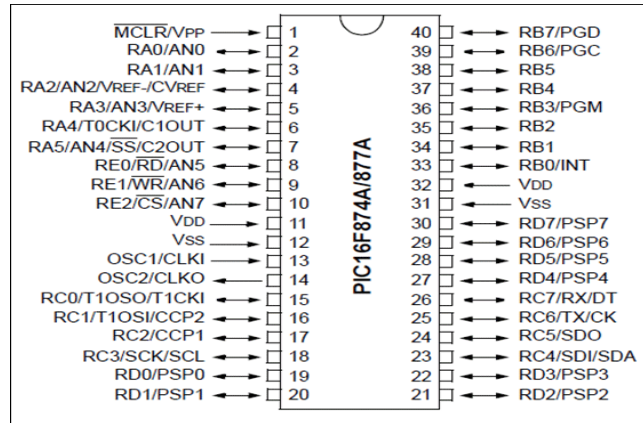 MCLR/VPP → 1
RA0/AN0 ↔ 2
RA1/AN1 ↔ 3
RA2/AN2/VREF-/CVREF ↔ 4
RA3/AN3/VREF+ ↔ 5
RA4/T0CKI/C1OUT ↔ 6
RA5/AN4/SS/C2OUT ↔ 7
RE0/RD/AN5 ↔ 8
RE1/WR/AN6 ↔ 9
RE2/CS/AN7 ↔ 10
VDD → 11
VSS → 12
OSC1/CLKI → 13
OSC2/CLKO ← 14
RC0/T1OSO/T1CKI ↔ 15
RC1/T1OSI/CCP2 ↔ 16
RC2/CCP1 ↔ 17
RC3/SCK/SCL ↔ 18
RD0/PSP0 ↔ 19
RD1/PSP1 ↔ 20
PIC16F874A/877A
40 ↔ RB7/PGD
39 ↔ RB6/PGC
38 ↔ RB5
37 ↔ RB4
36 ↔ RB3/PGM
35 ↔ RB2
34 ↔ RB1
33 ↔ RB0/INT
32 ← VDD
31 ← VSS
30 ↔ RD7/PSP7
29 ↔ RD6/PSP6
28 ↔ RD5/PSP5
27 ↔ RD4/PSP4
26 ↔ RC7/RX/DT
25 ↔ RC6/TX/CK
24 ↔ RC5/SDO
23 ↔ RC4/SDI/SDA
22 ↔ RD3/PSP3
21 ↔ RD2/PSP2